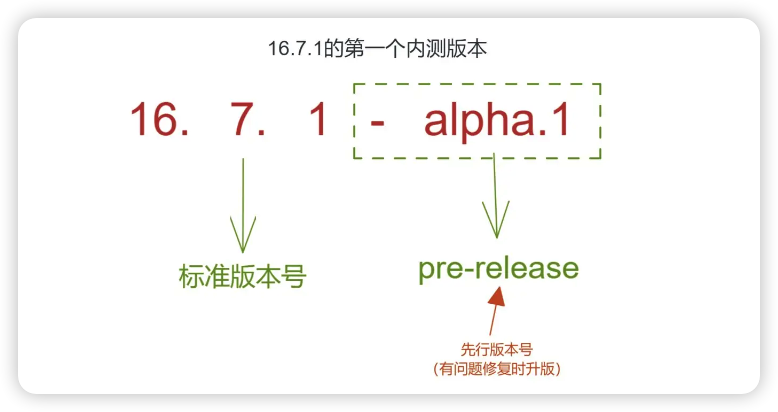 16.7.1的第一个内测版本
16. 7. 1 - alpha.1
标准版本号
pre-release
先行版本号
(有问题修复时升版)